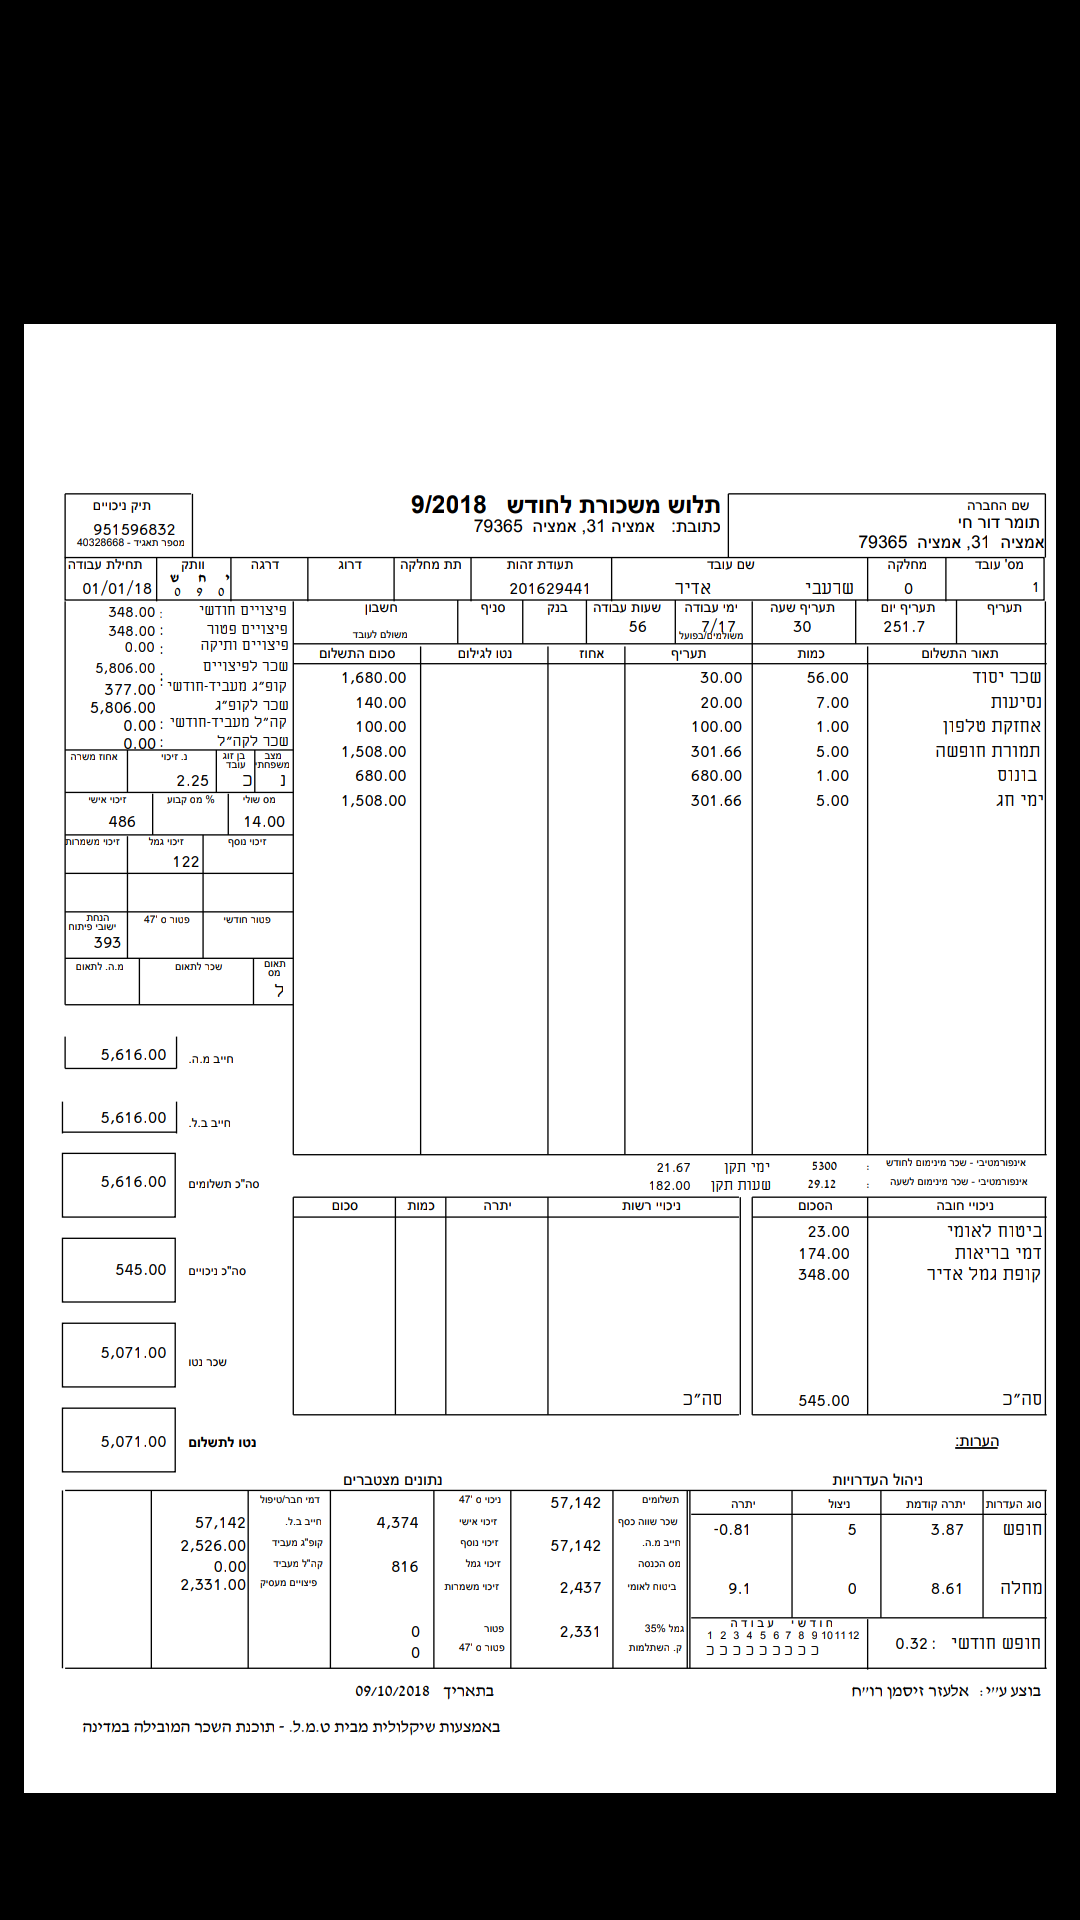 תיק ניכויים
951596832
מספר תאגיד - 40328668
תלוש משכורת לחודש 9/2018
כתובת: אמציה 31, אמציה 79365
שם החברה
תומר דור חי
אמציה 31, אמציה 79365
מס' עובד מחלקה שם עובד תעודת זהות תת מחלקה דרוג דרגה וותק תחילת עבודה
י ח ש
1 0 שרעבי אדיר 201629441 0 9 0 01/01/18
תעריף תעריף יום תעריף שעה ימי עבודה שעות עבודה בנק סניף חשבון
251.7 30 7/17 56
משולמים/בפועל משולם לעובד
תאור התשלום כמות תעריף אחוז נטו לגילום סכום התשלום
שכר יסוד 56.00 30.00 1,680.00
נסיעות 7.00 20.00 140.00
אחזקת טלפון 1.00 100.00 100.00
תמורת חופשה 5.00 301.66 1,508.00
בונוס 1.00 680.00 680.00
ימי חג 5.00 301.66 1,508.00
פיצויים חודשי : 348.00
פיצויים פטור : 348.00
פיצויים ותיקה : 0.00
שכר לפיצויים : 5,806.00
קופ״ג מעביד-חודשי : 377.00
שכר לקופ״ג 5,806.00
קה״ל מעביד-חודשי : 0.00
שכר לקה״ל : 0.00
מצב משפחתי בן זוג עובד נ. זיכוי אחוז משרה
נ כ 2.25
מס שולי % מס קבוע זיכוי אישי
14.00 486
זיכוי נוסף זיכוי גמל זיכוי משמרות
122
פטור חודשי פטור ס '47 הנחת ישובי פיתוח
393
תאום מס שכר לתאום מ.ה. לתאום
ל
חייב מ.ה. 5,616.00
חייב ב.ל. 5,616.00
סה"כ תשלומים 5,616.00
סה"כ ניכויים 545.00
שכר נטו 5,071.00
נטו לתשלום 5,071.00
אינפורמטיבי - שכר מינימום לחודש : 5300 ימי תקן 21.67
אינפורמטיבי - שכר מינימום לשעה : 29.12 שעות תקן 182.00
ניכויי חובה הסכום ניכויי רשות יתרה כמות סכום
ביטוח לאומי 23.00
דמי בריאות 174.00
קופת גמל אדיר 348.00
סה״כ 545.00 סה״כ
הערות:
ניהול העדרויות
סוג העדרות יתרה קודמת ניצול יתרה
חופש 3.87 5 -0.81
מחלה 8.61 0 9.1
חופש חודשי : 0.32
חודשי עבודה
1 2 3 4 5 6 7 8 9 10 11 12
כ כ כ כ כ כ כ כ כ
נתונים מצטברים
תשלומים 57,142 ניכוי ס '47 דמי חבר/טיפול
שכר שווה כסף זיכוי אישי 4,374 חייב ב.ל. 57,142
חייב מ.ה. 57,142 זיכוי נוסף קופ"ג מעביד 2,526.00
מס הכנסה זיכוי גמל 816 קה"ל מעביד 0.00
ביטוח לאומי 2,437 זיכוי משמרות פיצויים מעסיק 2,331.00
גמל 35% 2,331 פטור 0
ק. השתלמות פטור ס '47 0
בוצע ע״י: אלעזר זיסמן רו״ח
בתאריך 09/10/2018
באמצעות שיקלולית מבית ט.מ.ל. - תוכנת השכר המובילה במדינה